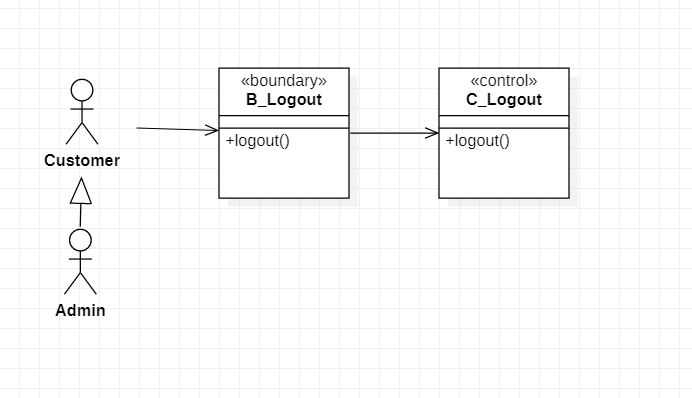 «boundary»
B_Logout
+logout()
«control»
C_Logout
+logout()
Customer
Admin